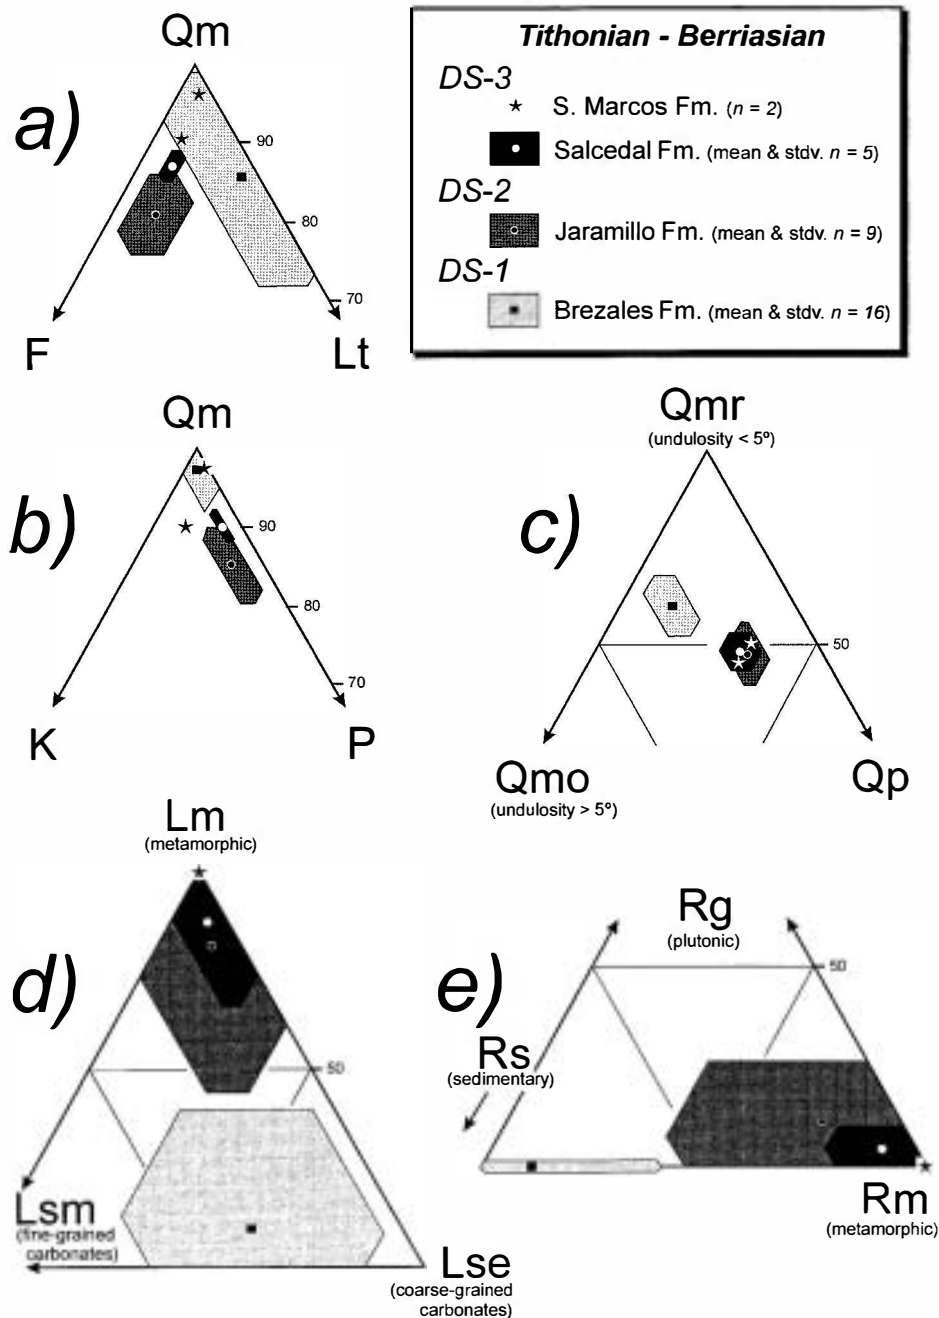 Qm
a)
90
80
70
F
Lt
Tithonian - Berriasian
DS-3
S. Marcos Fm. (n = 2)
Salcedal Fm. (mean & stdv. n = 5)
DS-2
Jaramillo Fm. (mean & stdv. n = 9)
DS-1
Brezales Fm. (mean & stdv. n = 16)
Qm
b)
90
80
70
K
P
Qmr
(undulosity < 5º)
c)
50
Qmo
(undulosity > 5º)
Qp
Lm
(metamorphic)
d)
50
Lsm
(fine-grained
carbonates)
Lse
(coarse-grained
carbonates)
Rg
(plutonic)
e)
50
Rs
(sedimentary)
Rm
(metamorphic)